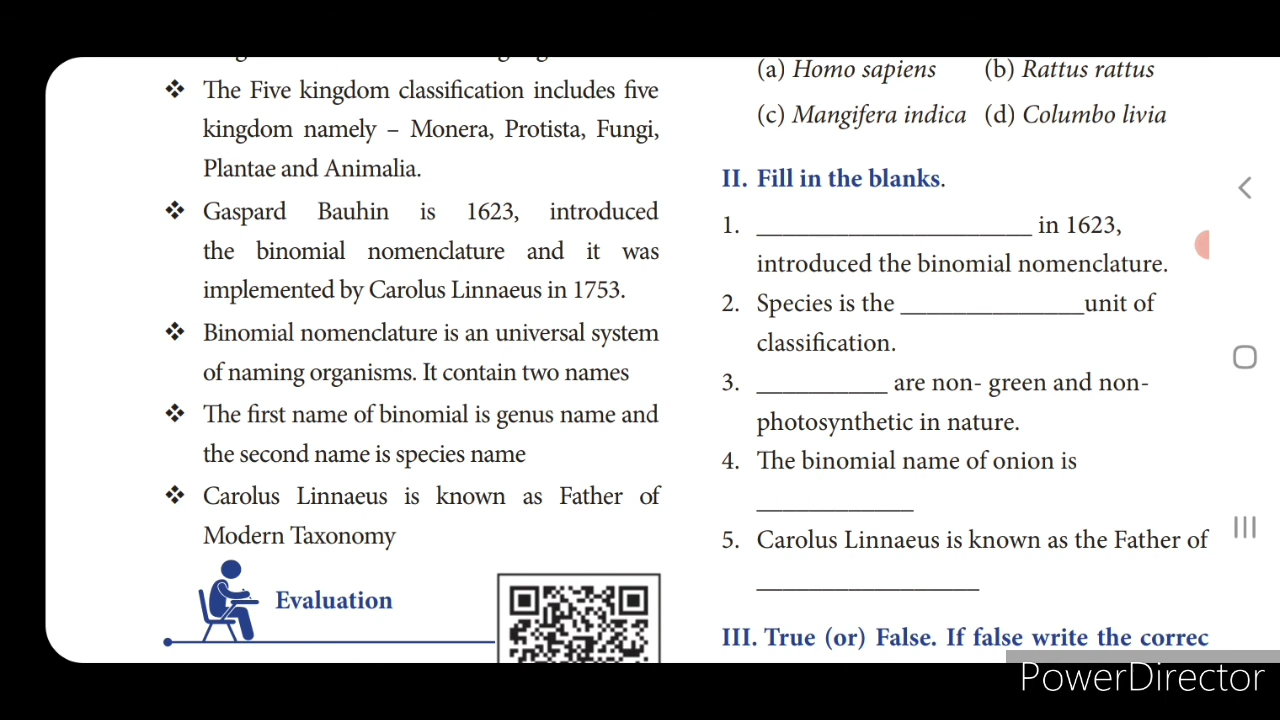 ❖ The Five kingdom classification includes five
kingdom namely – Monera, Protista, Fungi,
Plantae and Animalia.
❖ Gaspard Bauhin is 1623, introduced
the binomial nomenclature and it was
implemented by Carolus Linnaeus in 1753.
❖ Binomial nomenclature is an universal system
of naming organisms. It contain two names
❖ The first name of binomial is genus name and
the second name is species name
❖ Carolus Linnaeus is known as Father of
Modern Taxonomy
Evaluation
(a) Homo sapiens (b) Rattus rattus
(c) Mangifera indica (d) Columbo livia
II. Fill in the blanks.
1. ______________________ in 1623,
introduced the binomial nomenclature.
2. Species is the _______________unit of
classification.
3. ___________ are non- green and non-
photosynthetic in nature.
4. The binomial name of onion is
_____________
5. Carolus Linnaeus is known as the Father of
__________________
III. True (or) False. If false write the correc
PowerDirector